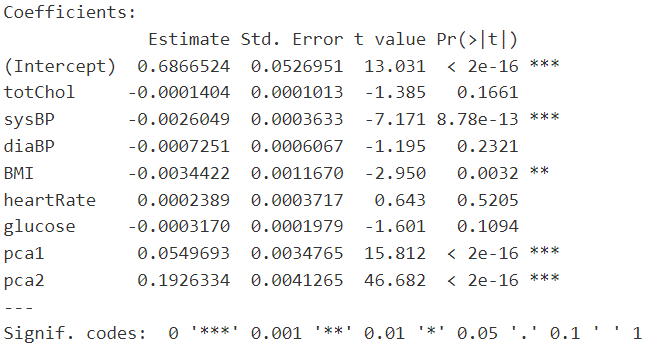 Coefficients:
              Estimate Std. Error t value Pr(>|t|)
(Intercept)  0.6866524  0.0526951  13.031  < 2e-16 ***
totChol     -0.0001404  0.0001013  -1.385   0.1661
sysBP       -0.0026049  0.0003633  -7.171 8.78e-13 ***
diaBP       -0.0007251  0.0006067  -1.195   0.2321
BMI         -0.0034422  0.0011670  -2.950   0.0032 **
heartRate    0.0002389  0.0003717   0.643   0.5205
glucose     -0.0003170  0.0001979  -1.601   0.1094
pca1         0.0549693  0.0034765  15.812  < 2e-16 ***
pca2         0.1926334  0.0041265  46.682  < 2e-16 ***
---
Signif. codes:  0 '***' 0.001 '**' 0.01 '*' 0.05 '.' 0.1 ' ' 1